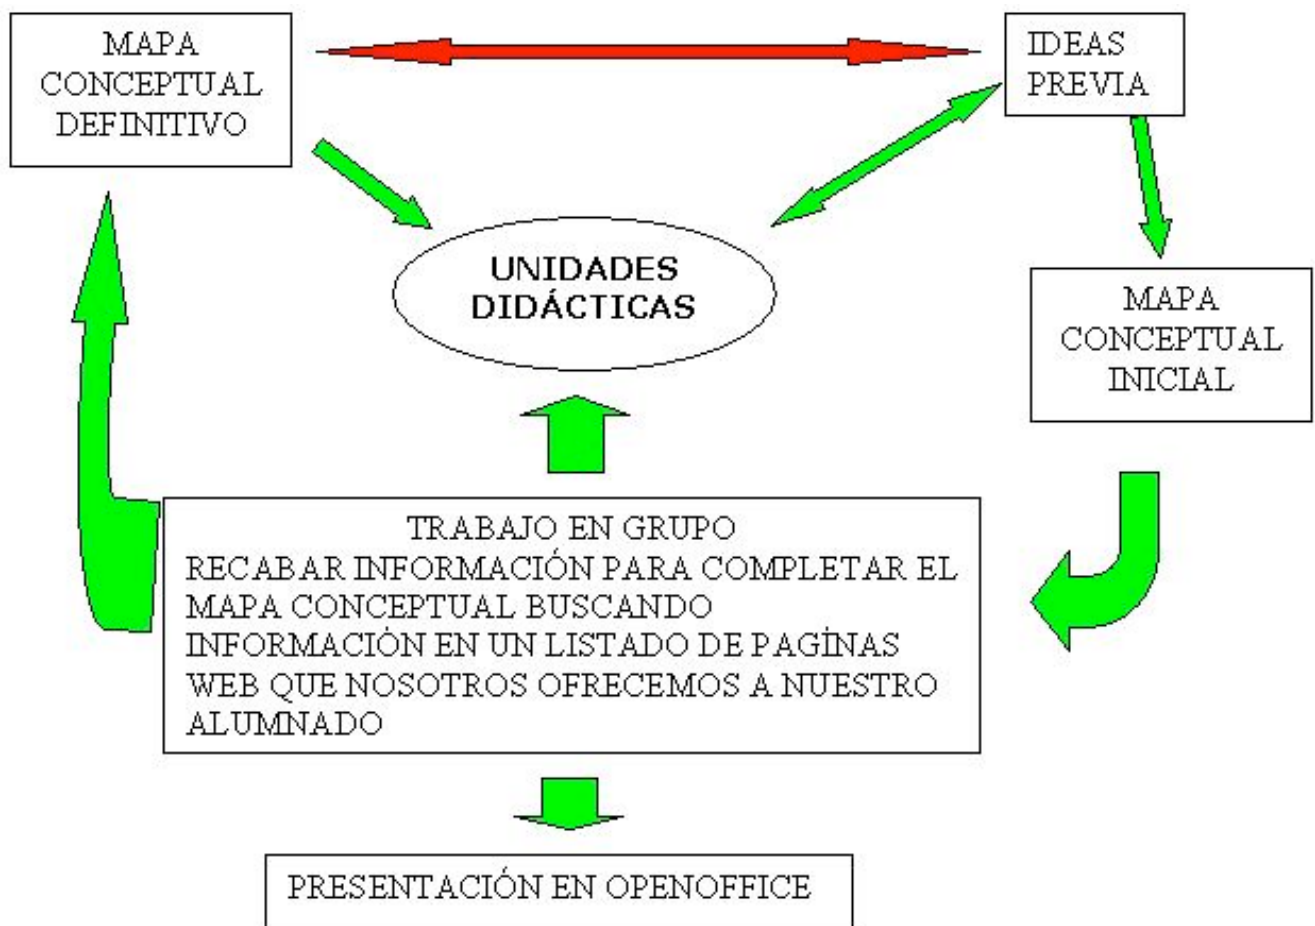 MAPA
CONCEPTUAL
DEFINITIVO
IDEAS
PREVIA
UNIDADES
DIDÁCTICAS
MAPA
CONCEPTUAL
INICIAL
TRABAJO EN GRUPO
RECABAR INFORMACIÓN PARA COMPLETAR EL
MAPA CONCEPTUAL BUSCANDO
INFORMACIÓN EN UN LISTADO DE PAGÍNAS
WEB QUE NOSOTROS OFRECEMOS A NUESTRO
ALUMNADO
PRESENTACIÓN EN OPENOFFICE